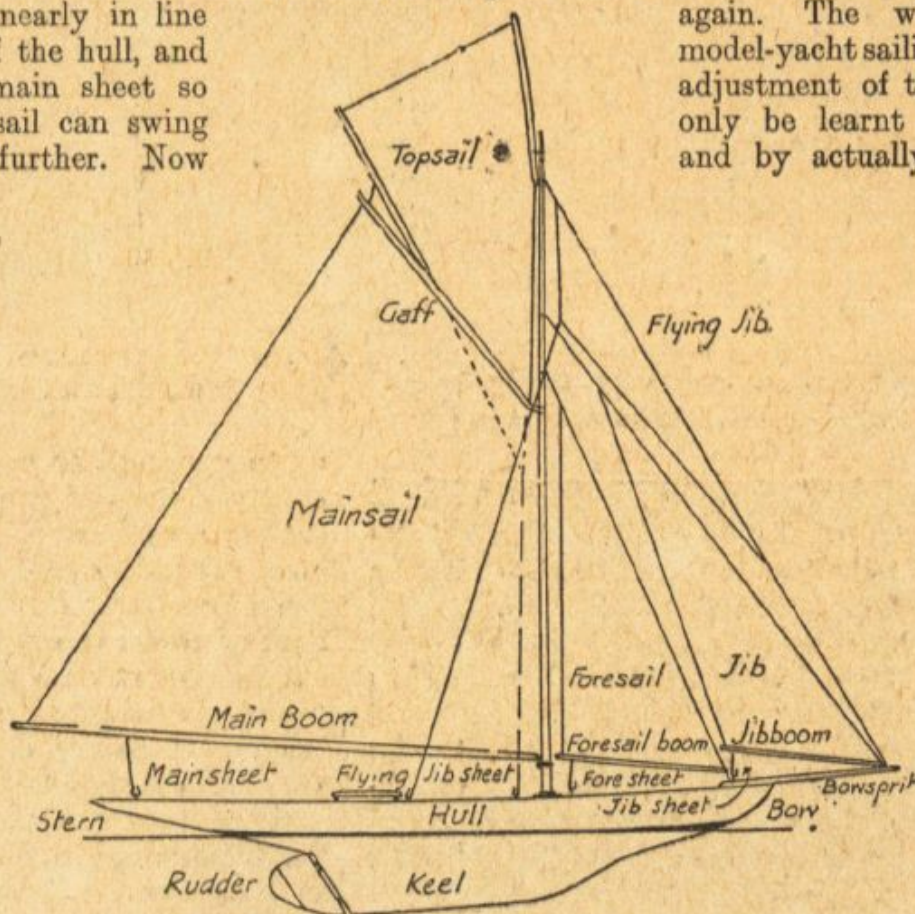 nearly in line
the hull, and
main sheet so
sail can swing
further. Now
again. The w
model-yacht saili
adjustment of t
only be learnt
and by actually
Topsail
Gaff
Flying Jib
Mainsail
Foresail
Jib
Main Boom
Foresail boom
Jibboom
Mainsheet
Flying Jib sheet
Fore sheet
Jib sheet
Bowsprit
Stern
Hull
Bow
Rudder
Keel